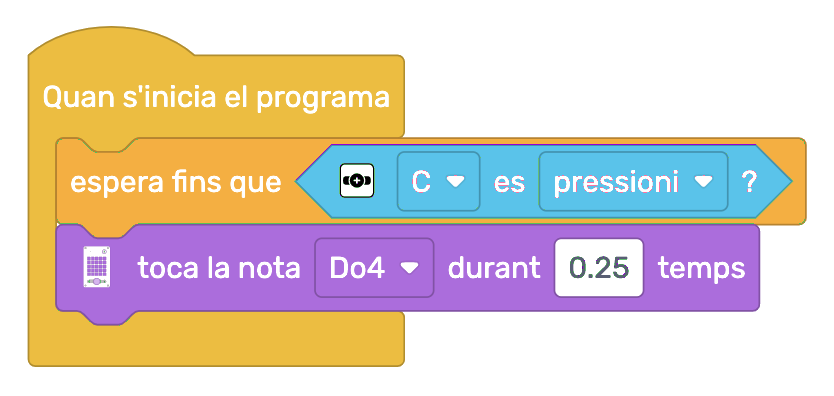 Quan s'inicia el programa
espera fins que C es pressioni ?
toca la nota Do4 durant 0.25 temps